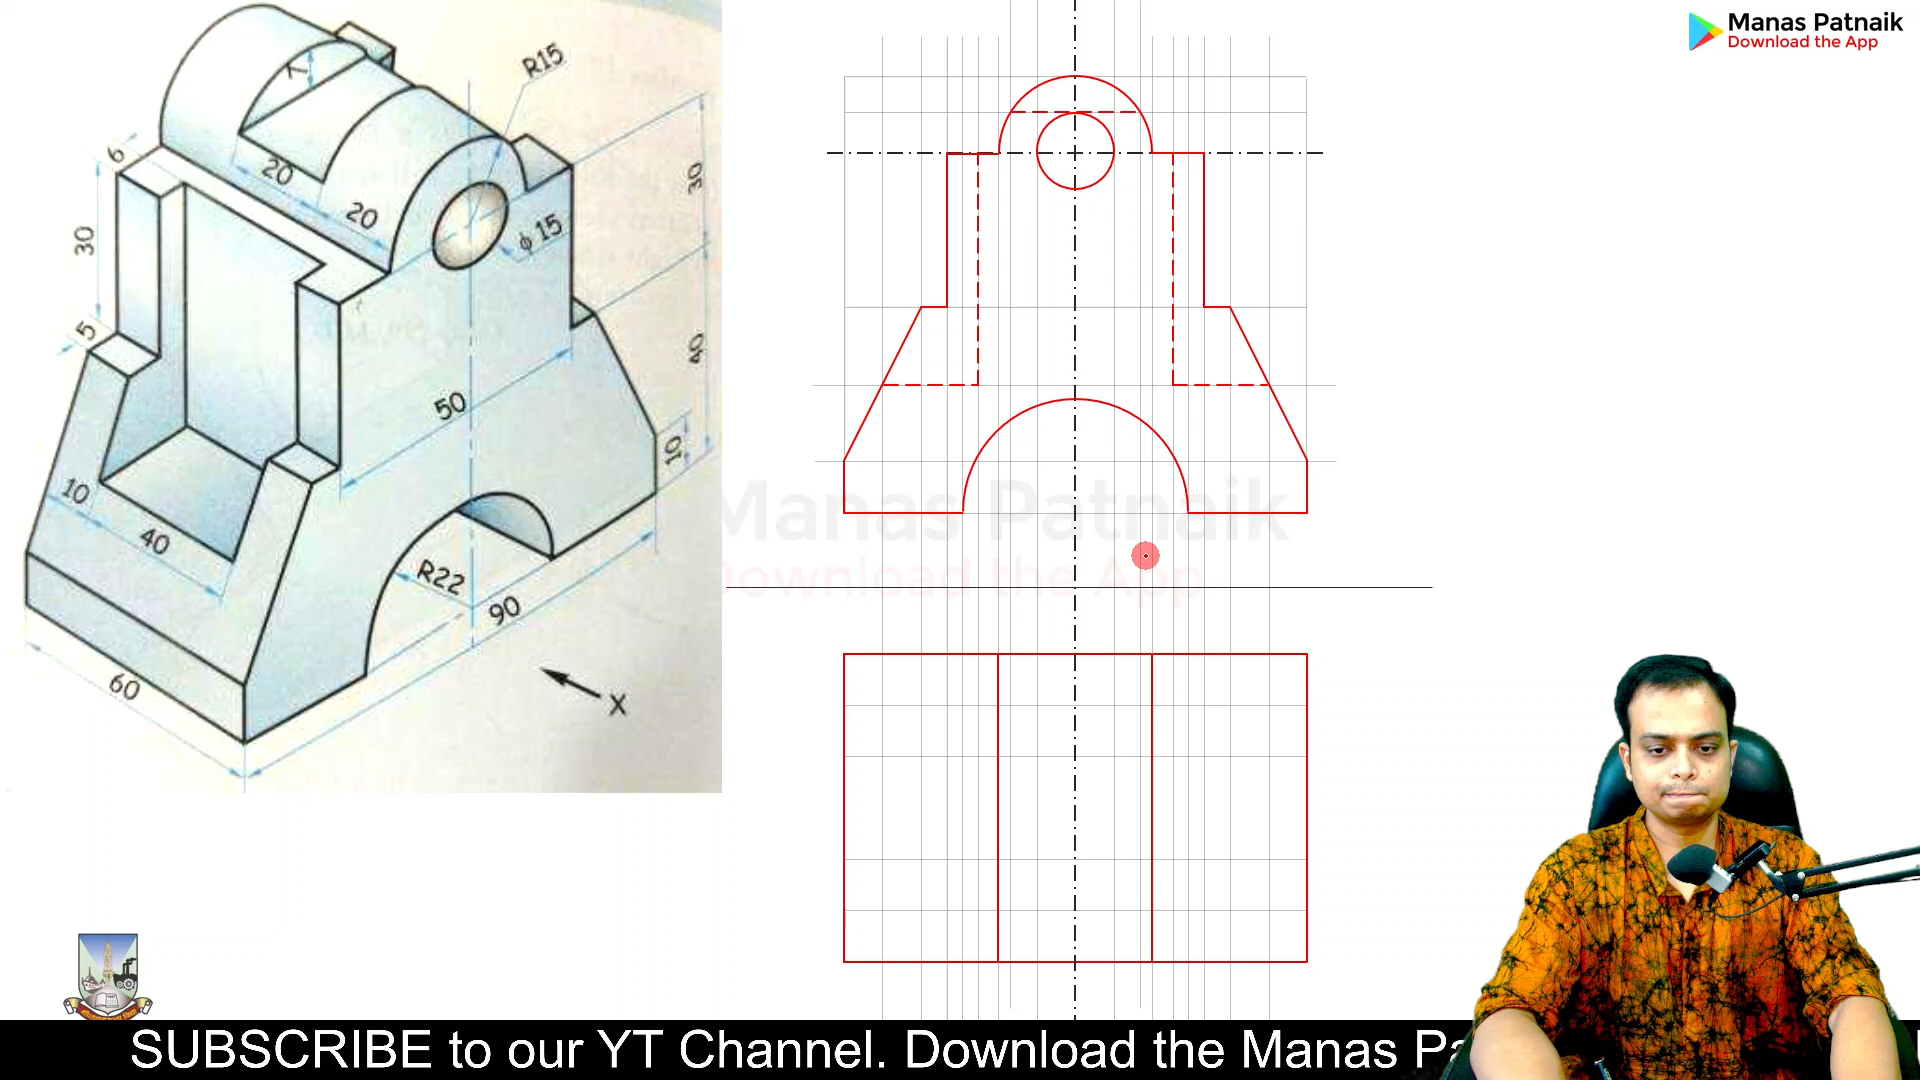 Manas Patnaik
Download the App
R15
7
6
20
30
20
30
φ 15
5
40
50
10
10
40
R22
90
60
X
Manas Patnaik
Download the App
SUBSCRIBE to our YT Channel. Download the Manas